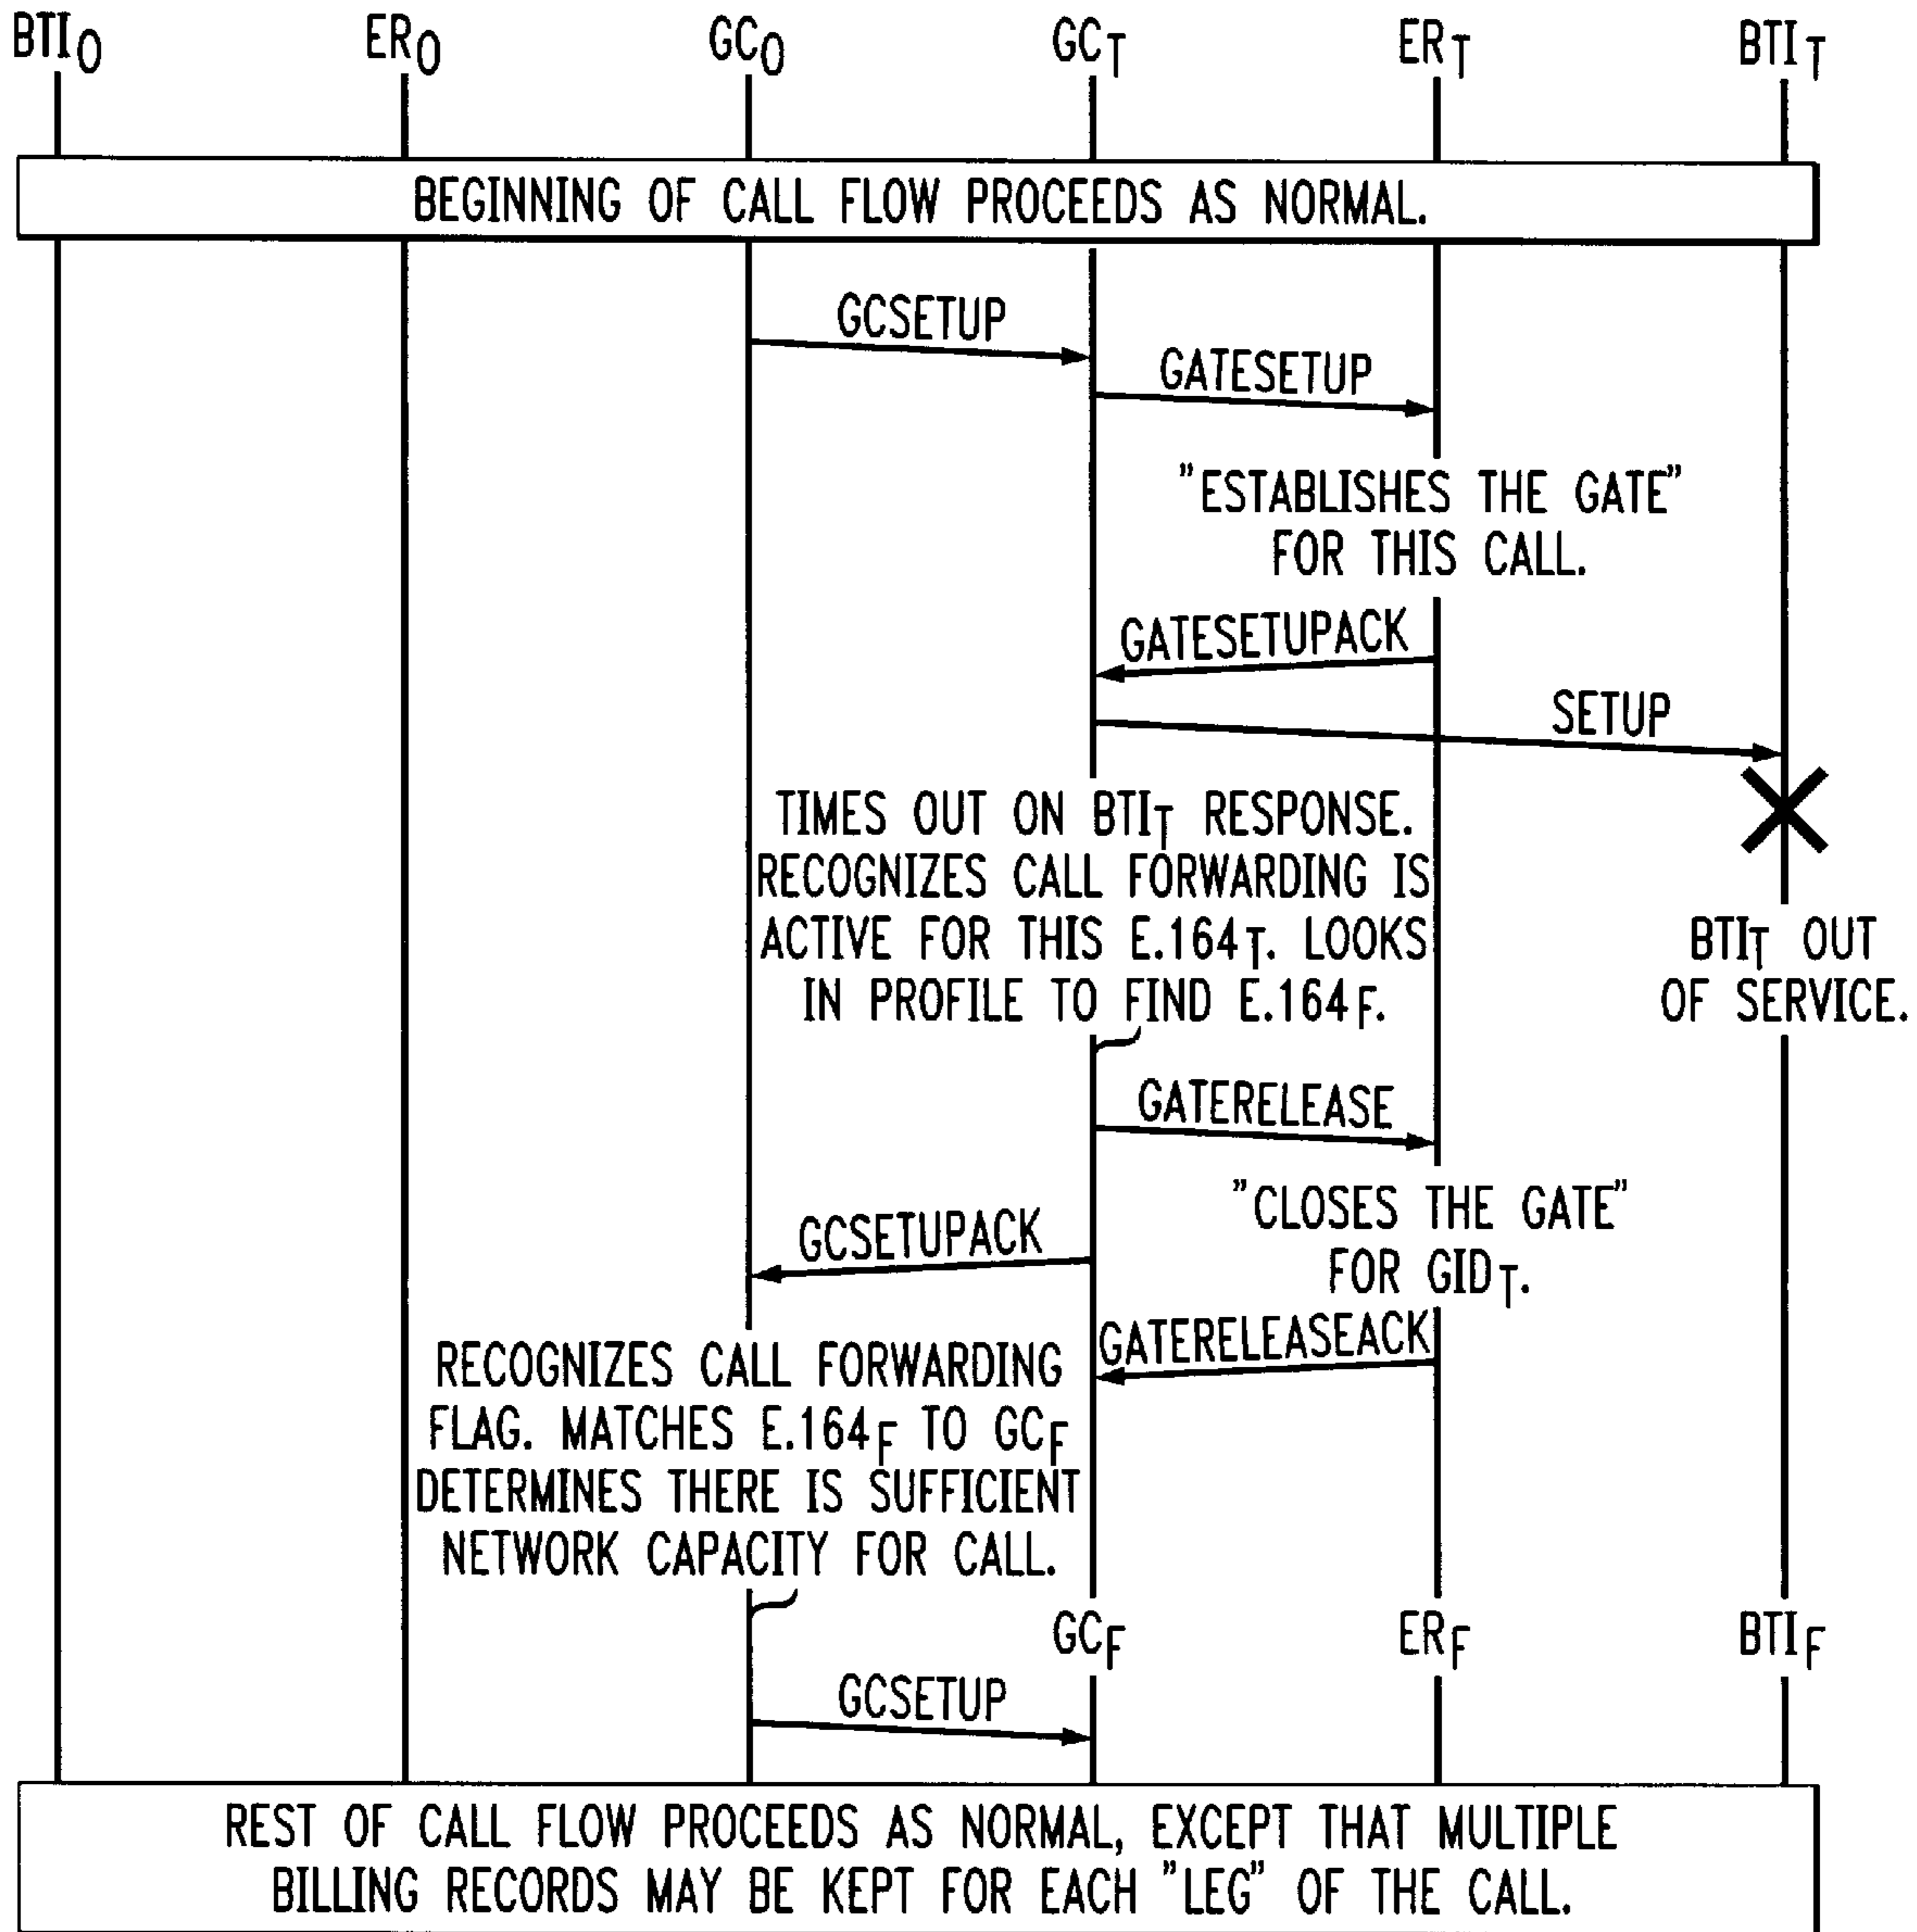 BTIO ERO GCO GCT ERT BTIT
BEGINNING OF CALL FLOW PROCEEDS AS NORMAL.
GCSETUP
GATESETUP
"ESTABLISHES THE GATE"
FOR THIS CALL.
GATESETUPACK
SETUP
TIMES OUT ON BTIT RESPONSE.
RECOGNIZES CALL FORWARDING IS
ACTIVE FOR THIS E.164T. LOOKS
IN PROFILE TO FIND E.164F.
BTIT OUT
OF SERVICE.
GATERELEASE
"CLOSES THE GATE"
FOR GIDT.
GCSETUPACK
GATERELEASEACK
RECOGNIZES CALL FORWARDING
FLAG. MATCHES E.164F TO GCF
DETERMINES THERE IS SUFFICIENT
NETWORK CAPACITY FOR CALL.
GCF ERF BTIF
GCSETUP
REST OF CALL FLOW PROCEEDS AS NORMAL, EXCEPT THAT MULTIPLE
BILLING RECORDS MAY BE KEPT FOR EACH "LEG" OF THE CALL.